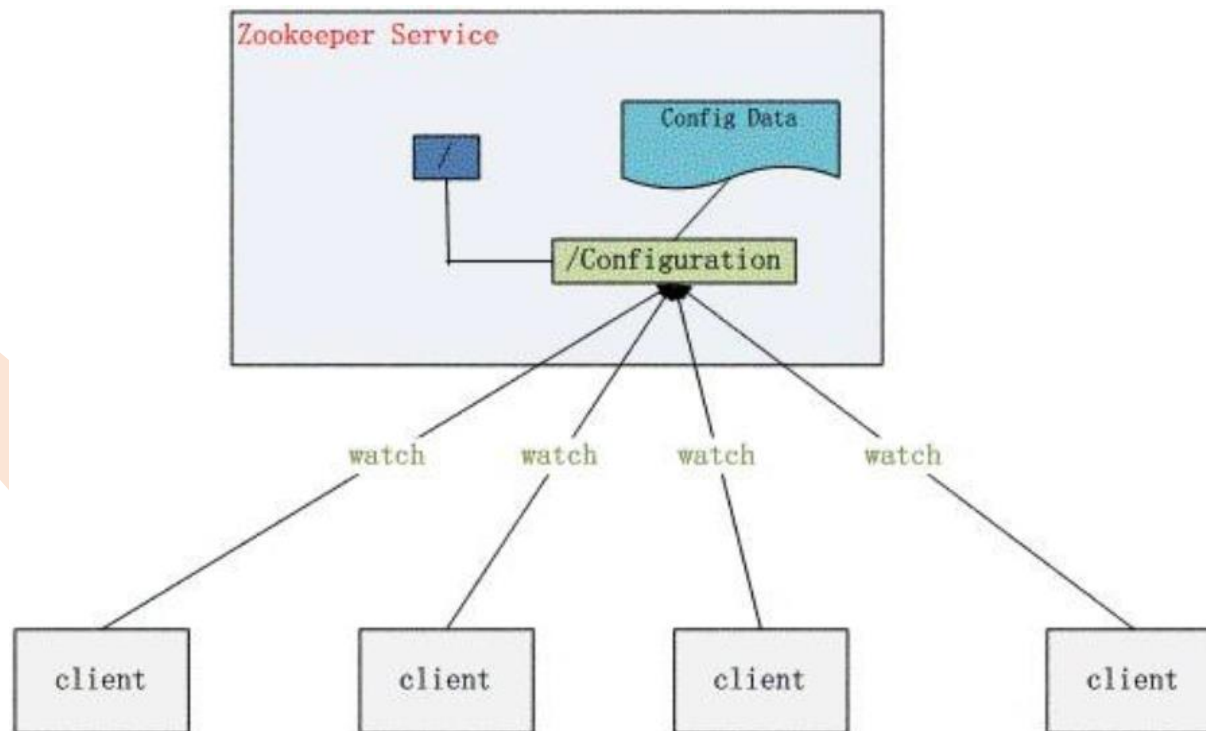 Zookeeper Service
Config Data
/
/Configuration
watch
watch
watch
watch
client
client
client
client